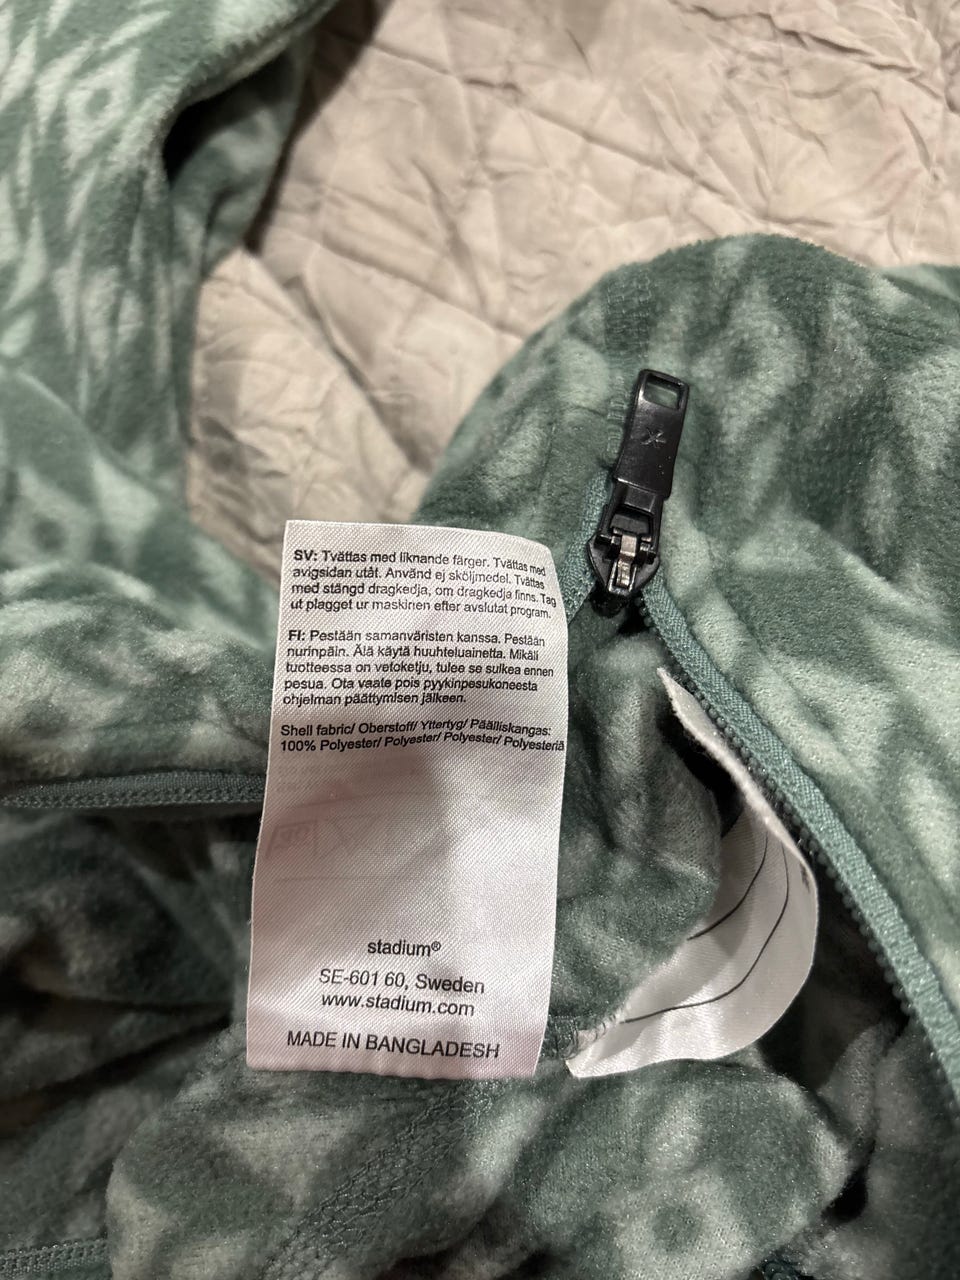 SV: Tvättas med liknande färger. Tvättas med
avigsidan utåt. Använd ej sköljmedel. Tvättas
med stängd dragkedja, om dragkedja finns. Tag
ut plagget ur maskinen efter avslutat program.
FI: Pestään samanväristen kanssa. Pestään
nurinpäin. Älä käytä huuhteluainetta. Mikäli
tuotteessa on vetoketju, tulee se sulkea ennen
pesua. Ota vaate pois pyykinpesukoneesta
ohjelman päättymisen jälkeen.
Shell fabric/ Oberstoff/ Yttertyg/ Päälliskangas:
100% Polyester/ Polyester/ Polyester/ Polyesteriä
stadium®
SE-601 60, Sweden
www.stadium.com
MADE IN BANGLADESH